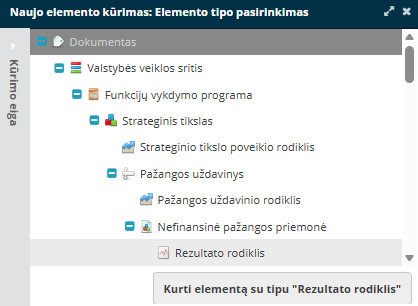 Naujo elemento kūrimas: Elemento tipo pasirinkimas
Kūrimo eiga
Dokumentas
Valstybės veiklos sritis
Funkcijų vykdymo programa
Strateginis tikslas
Strateginio tikslo poveikio rodiklis
Pažangos uždavinys
Pažangos uždavinio rodiklis
Nefinansinė pažangos priemonė
Rezultato rodiklis
Kurti elementą su tipu "Rezultato rodiklis"